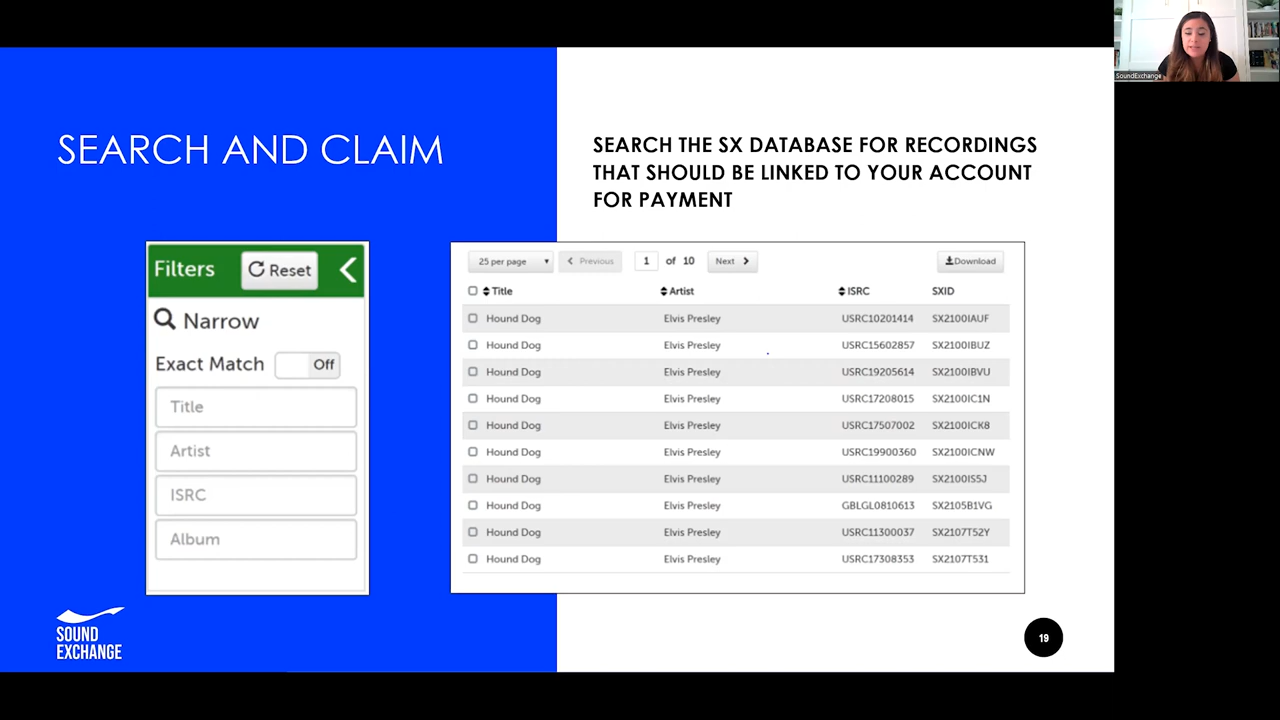 SoundExchange
SEARCH AND CLAIM
SEARCH THE SX DATABASE FOR RECORDINGS
THAT SHOULD BE LINKED TO YOUR ACCOUNT
FOR PAYMENT
Filters Reset
Narrow
Exact Match Off
Title
Artist
ISRC
Album
25 per page Previous 1 of 10 Next Download
Title Artist ISRC SXID
Hound Dog Elvis Presley USRC10201414 SX2100IAUF
Hound Dog Elvis Presley USRC15602857 SX2100IBUZ
Hound Dog Elvis Presley USRC19205614 SX2100IBVU
Hound Dog Elvis Presley USRC17208015 SX2100IC1N
Hound Dog Elvis Presley USRC17507002 SX2100ICK8
Hound Dog Elvis Presley USRC19900360 SX2100ICNW
Hound Dog Elvis Presley USRC11100289 SX2100IS5J
Hound Dog Elvis Presley GBLGL0810613 SX2105B1VG
Hound Dog Elvis Presley USRC11300037 SX2107T52Y
Hound Dog Elvis Presley USRC17308353 SX2107T531
SOUND
EXCHANGE
19